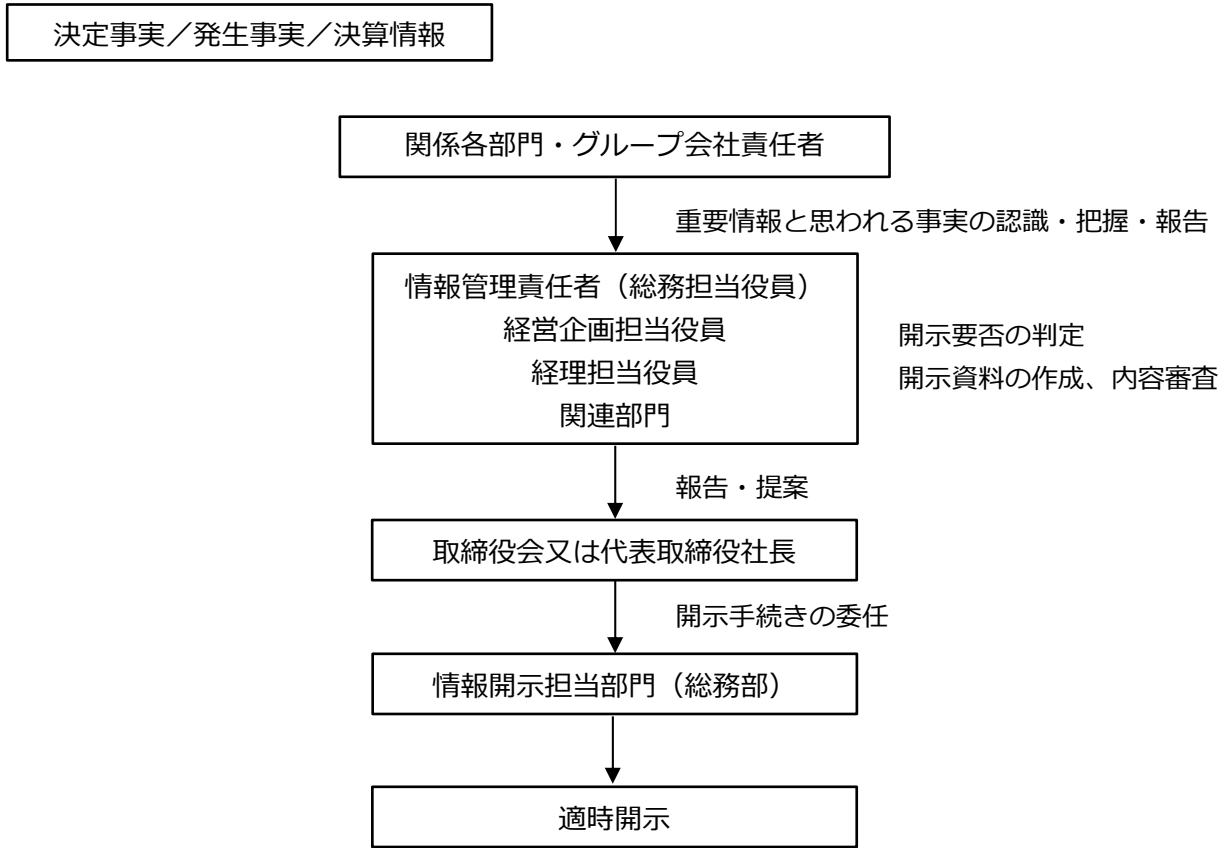 決定事実／発生事実／決算情報
関係各部門・グループ会社責任者
重要情報と思われる事実の認識・把握・報告
情報管理責任者（総務担当役員）
経営企画担当役員
経理担当役員
関連部門
開示要否の判定
開示資料の作成、内容審査
報告・提案
取締役会又は代表取締役社長
開示手続きの委任
情報開示担当部門（総務部）
適時開示